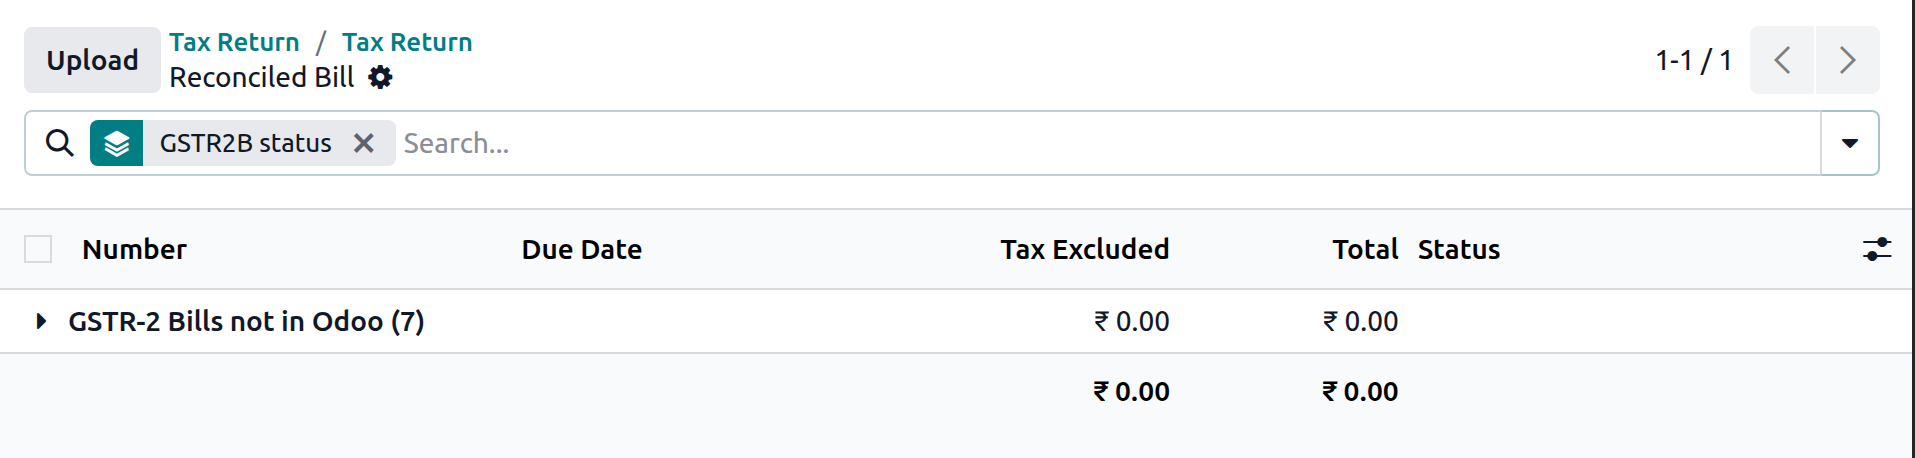 Upload
Tax Return / Tax Return
Reconciled Bill
1-1 / 1
GSTR2B status
Search...
Number Due Date Tax Excluded Total Status
GSTR-2 Bills not in Odoo (7) ₹ 0.00 ₹ 0.00
₹ 0.00 ₹ 0.00